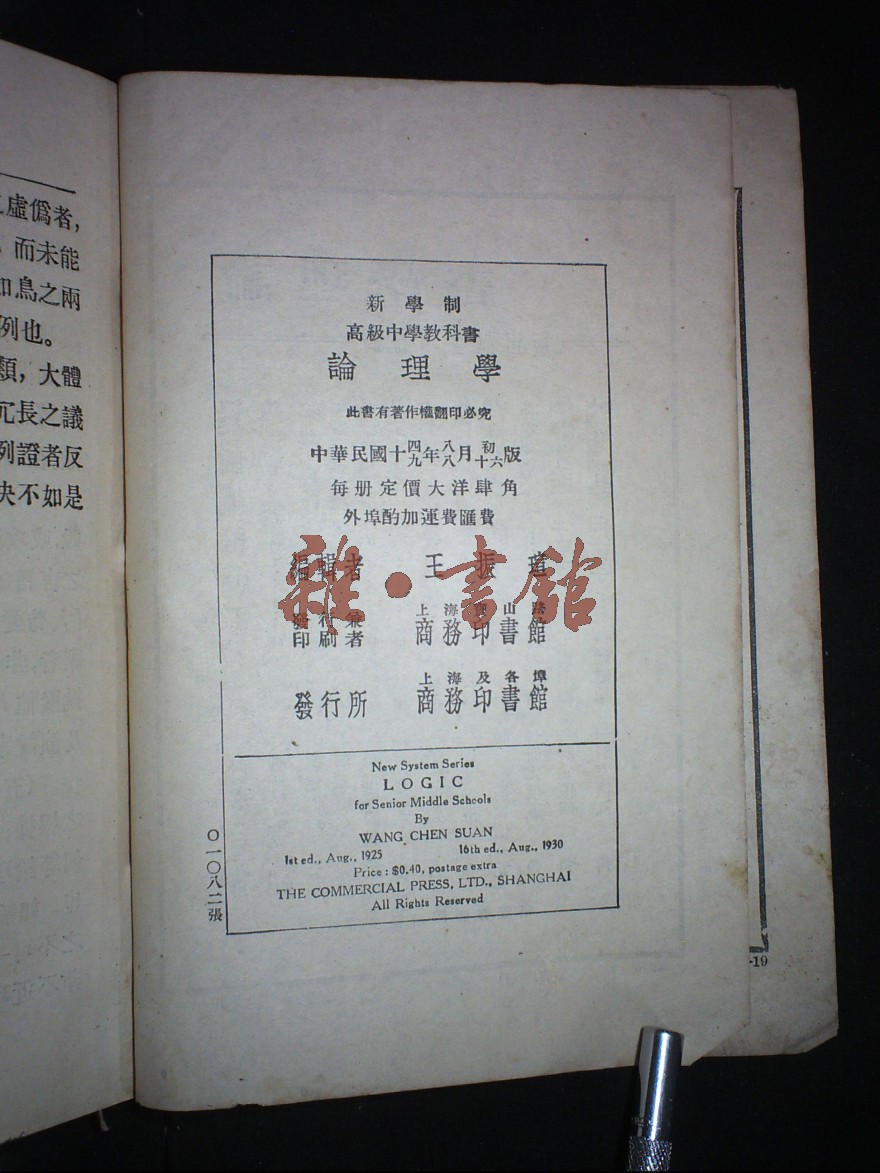 新學制
高級中學教科書
論理學
此書有著作權翻印必究
中華民國十四九年八八月初十六版
每册定價大洋肆角
外埠酌加運費匯費
編輯者 王振瑄
上海寶山路
發行兼印刷者 商務印書館
上海及各埠
發行所 商務印書館
雜·書館
New System Series
LOGIC
for Senior Middle Schools
By
WANG CHEN SUAN
1st ed., Aug., 1925 16th ed., Aug., 1930
Price: $0.40, postage extra
THE COMMERCIAL PRESS, LTD., SHANGHAI
All Rights Reserved
〇一〇八二張
虛僞者,
而未能
如鳥之兩
例也。
類,大體
冗長之議
列證者反
決不如是
-19